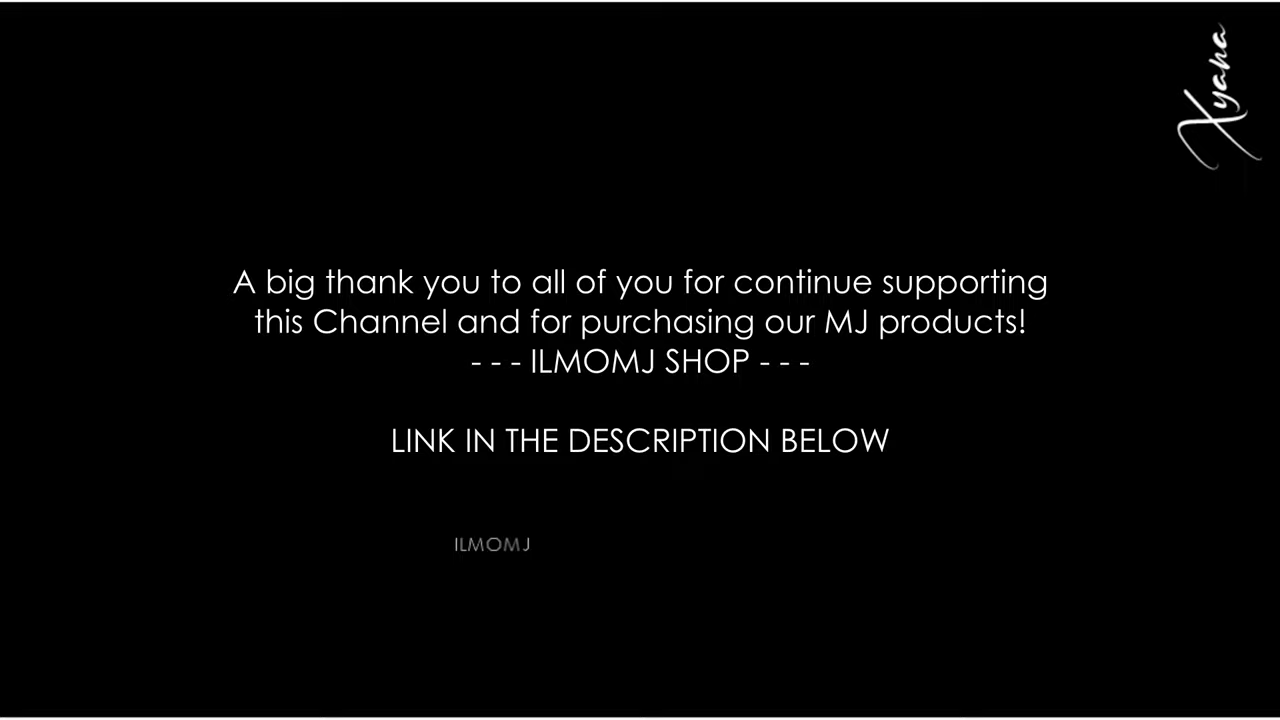 Xyana
A big thank you to all of you for continue supporting
this Channel and for purchasing our MJ products!
- - - ILMOMJ SHOP - - -
LINK IN THE DESCRIPTION BELOW
ILMOMJ